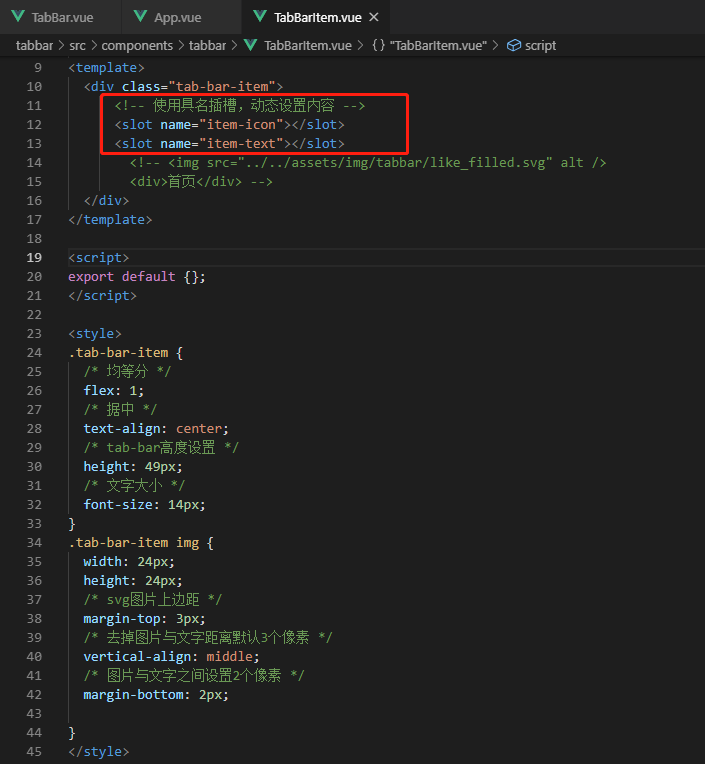 TabBar.vue App.vue TabBarItem.vue ×
tabbar > src > components > tabbar > TabBarItem.vue > {} "TabBarItem.vue" > script
9 <template>
10 <div class="tab-bar-item">
11 <!-- 使用具名插槽，动态设置内容 -->
12 <slot name="item-icon"></slot>
13 <slot name="item-text"></slot>
14 <!-- <img src="../../assets/img/tabbar/like_filled.svg" alt />
15 <div>首页</div> -->
16 </div>
17 </template>
18
19 <script>
20 export default {};
21 </script>
22
23 <style>
24 .tab-bar-item {
25 /* 均等分 */
26 flex: 1;
27 /* 据中 */
28 text-align: center;
29 /* tab-bar高度设置 */
30 height: 49px;
31 /* 文字大小 */
32 font-size: 14px;
33 }
34 .tab-bar-item img {
35 width: 24px;
36 height: 24px;
37 /* svg图片上边距 */
38 margin-top: 3px;
39 /* 去掉图片与文字距离默认3个像素 */
40 vertical-align: middle;
41 /* 图片与文字之间设置2个像素 */
42 margin-bottom: 2px;
43
44 }
45 </style>